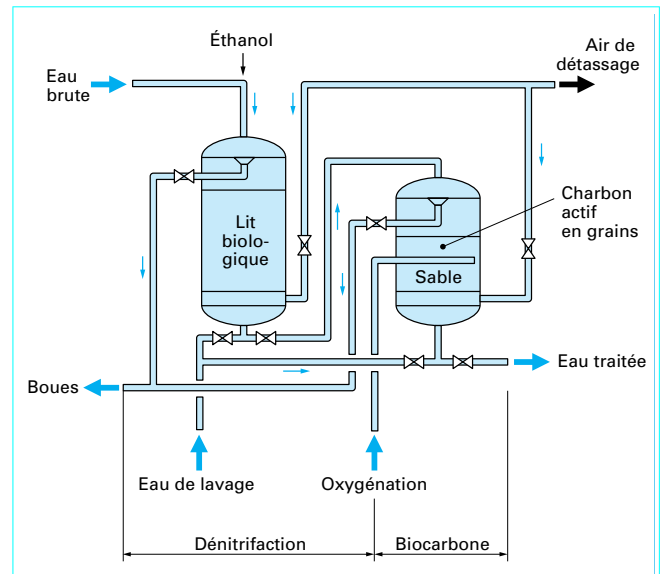 Éthanol
Eau
brute
Air de
détassage
Lit
biolo-
gique
Charbon
actif
en grains
Sable
Boues
Eau traitée
Eau de lavage
Oxygénation
Dénitrifaction
Biocarbone